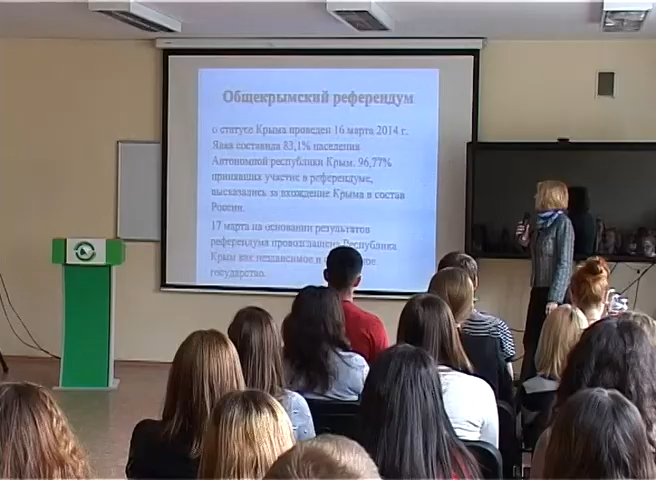 Общекрымский референдум
о статусе Крыма проведен 16 марта 2014 г.
Явка составила 83,1% населения
Автономной республики Крым. 96,77%
принявших участие в референдуме,
высказались за вхождение Крыма в состав
России.
17 марта на основании результатов
референдума провозглашена Республика
Крым как независимое и
государство.